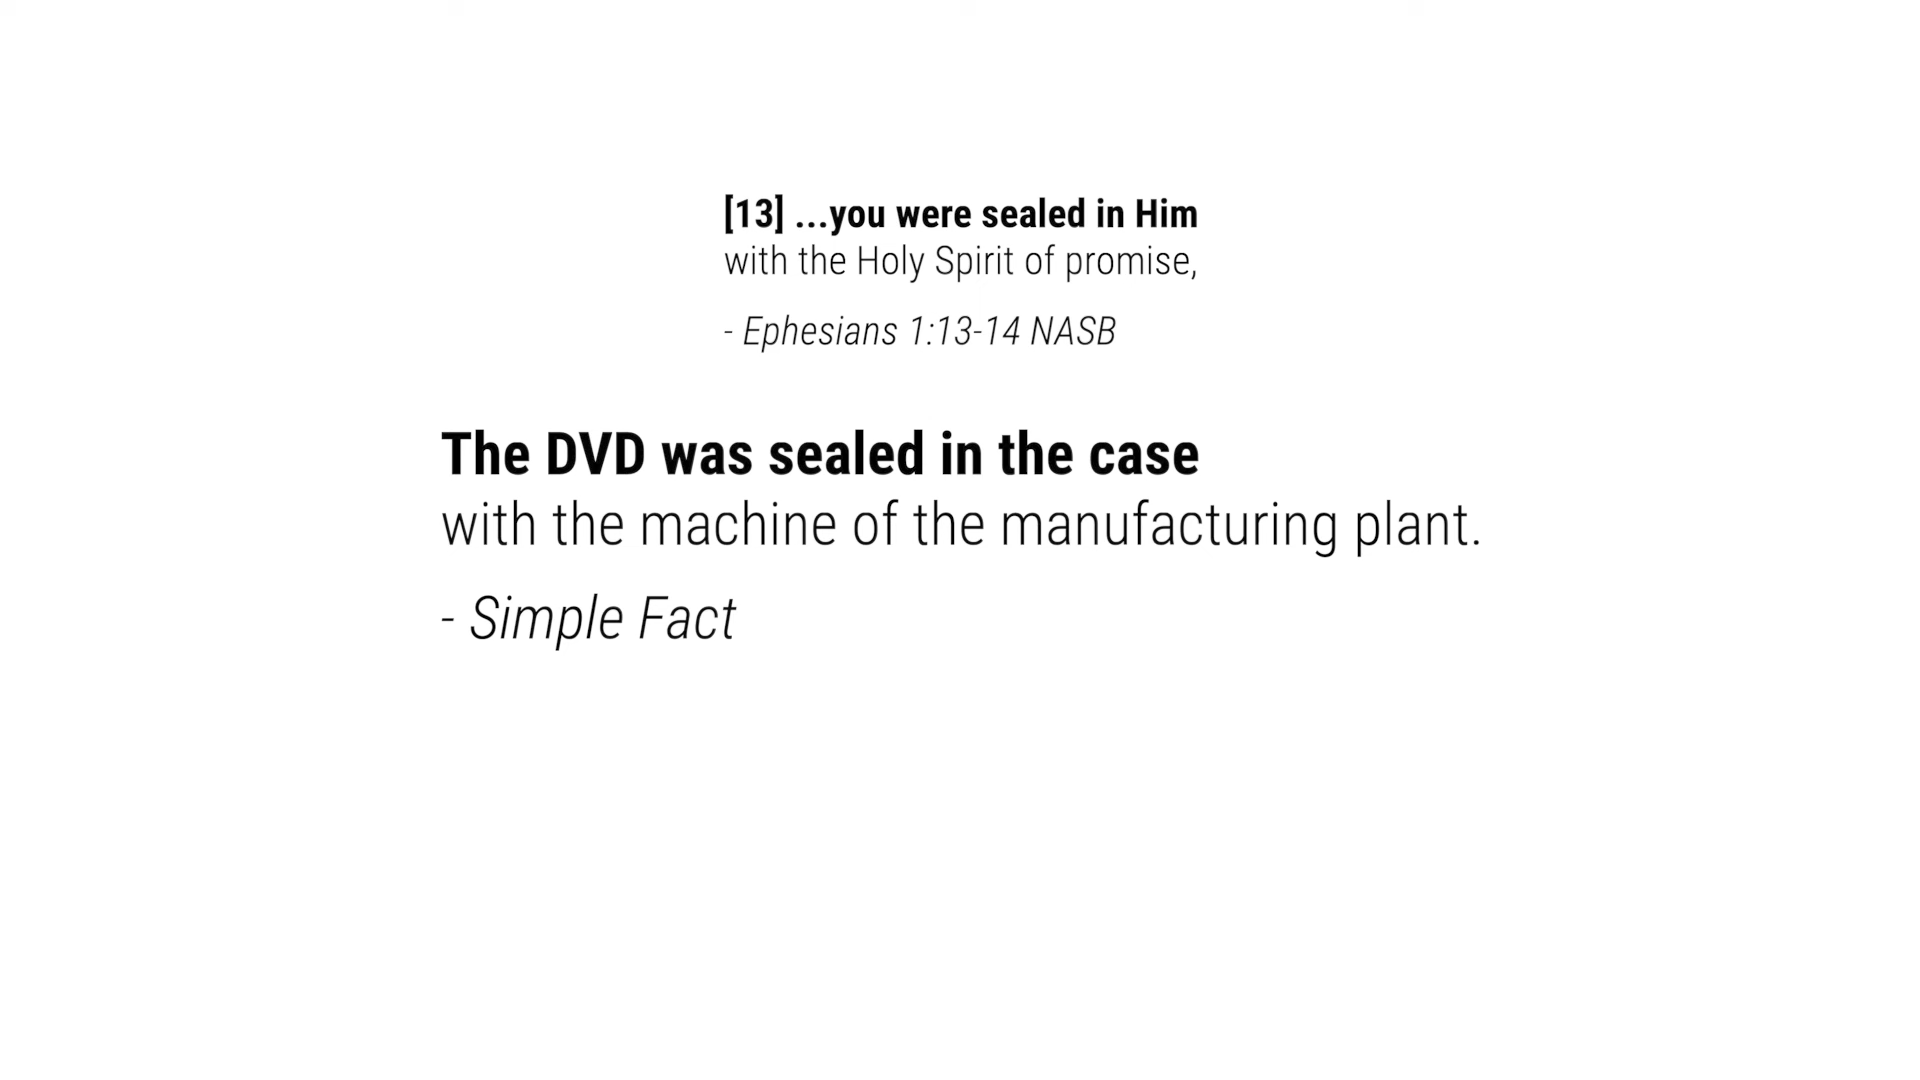 [13] ...you were sealed in Him
with the Holy Spirit of promise,
- Ephesians 1:13-14 NASB
The DVD was sealed in the case
with the machine of the manufacturing plant.
- Simple Fact